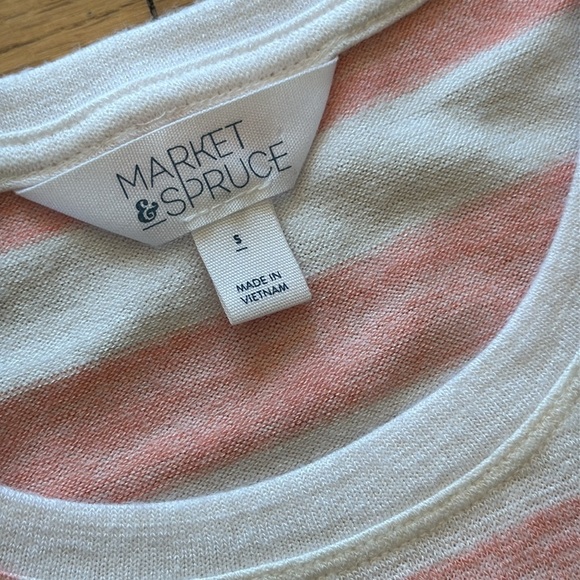 MARKET
& SPRUCE
S
MADE IN
VIETNAM